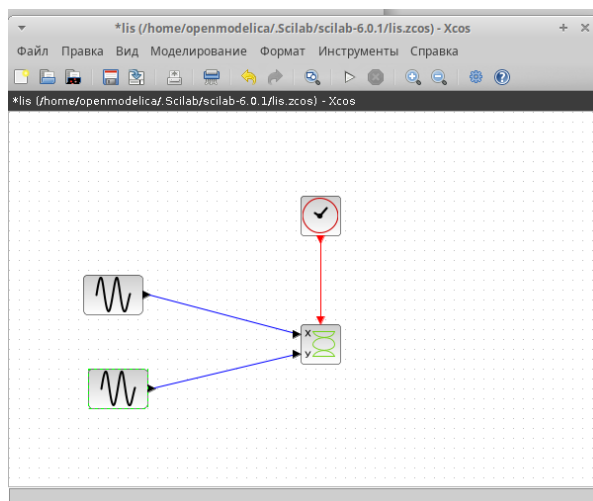 *lis (/home/openmodelica/.Scilab/scilab-6.0.1/lis.zcos) - Xcos
Файл Правка Вид Моделирование Формат Инструменты Справка
*lis (/home/openmodelica/.Scilab/scilab-6.0.1/lis.zcos) - Xcos
x
y